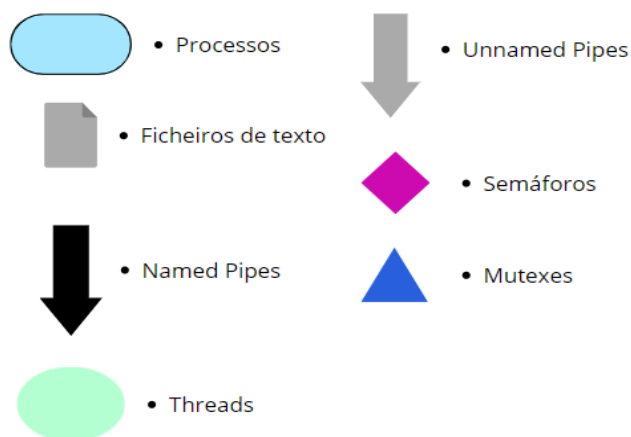 • Processos
• Ficheiros de texto
• Named Pipes
• Threads
• Unnamed Pipes
• Semáforos
• Mutexes